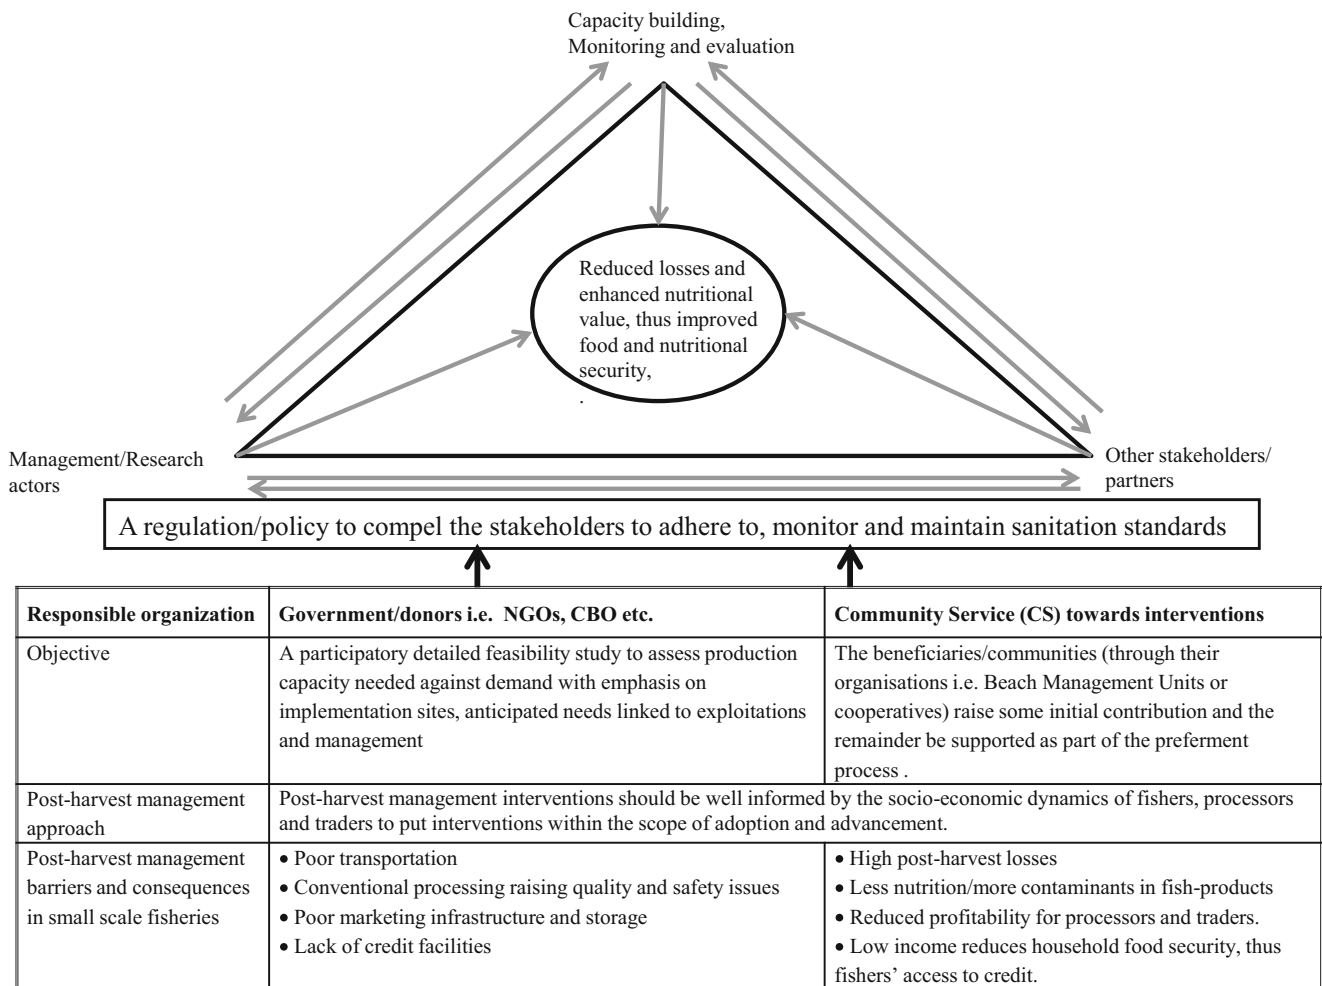 Capacity building,
Monitoring and evaluation
Reduced losses and
enhanced nutritional
value, thus improved
food and nutritional
security,
.
Management/Research
actors
Other stakeholders/
partners
A regulation/policy to compel the stakeholders to adhere to, monitor and maintain sanitation standards
Responsible organization
Government/donors i.e. NGOs, CBO etc.
Community Service (CS) towards interventions
Objective
A participatory detailed feasibility study to assess production
capacity needed against demand with emphasis on
implementation sites, anticipated needs linked to exploitations
and management
The beneficiaries/communities (through their
organisations i.e. Beach Management Units or
cooperatives) raise some initial contribution and the
remainder be supported as part of the preferment
process .
Post-harvest management
approach
Post-harvest management interventions should be well informed by the socio-economic dynamics of fishers, processors
and traders to put interventions within the scope of adoption and advancement.
Post-harvest management
barriers and consequences
in small scale fisheries
• Poor transportation
• Conventional processing raising quality and safety issues
• Poor marketing infrastructure and storage
• Lack of credit facilities
• High post-harvest losses
• Less nutrition/more contaminants in fish-products
• Reduced profitability for processors and traders.
• Low income reduces household food security, thus
fishers’ access to credit.